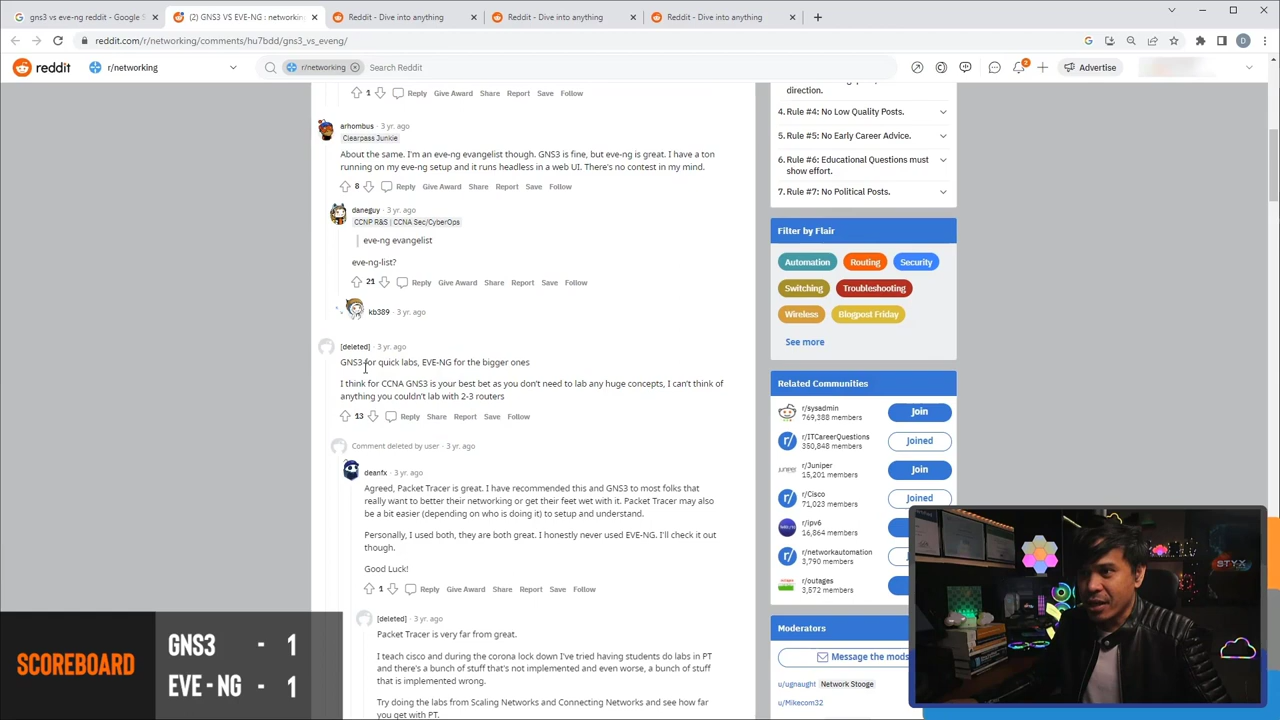 gns3 vs eve-ng reddit - Google S
(2) GNS3 VS EVE-NG : networkin
Reddit - Dive into anything
Reddit - Dive into anything
Reddit - Dive into anything
reddit.com/r/networking/comments/hu7bdd/gns3_vs_eveng/
D
reddit
r/networking
r/networking
Search Reddit
2
Advertise
1 Reply Give Award Share Report Save Follow
arhombus · 3 yr. ago
Clearpass Junkie
About the same. I'm an eve-ng evangelist though. GNS3 is fine, but eve-ng is great. I have a ton
running on my eve-ng setup and it runs headless in a web UI. There's no contest in my mind.
8 Reply Give Award Share Report Save Follow
daneguy · 3 yr. ago
CCNP R&S | CCNA Sec/CyberOps
eve-ng evangelist
eve-ng-list?
21 Reply Give Award Share Report Save Follow
kb389 · 3 yr. ago
[deleted] · 3 yr. ago
GNS3 for quick labs, EVE-NG for the bigger ones
I think for CCNA GNS3 is your best bet as you don't need to lab any huge concepts, I can't think of
anything you couldn't lab with 2-3 routers
13 Reply Share Report Save Follow
Comment deleted by user · 3 yr. ago
deanfx · 3 yr. ago
Agreed, Packet Tracer is great. I have recommended this and GNS3 to most folks that
really want to better their networking or get their feet wet with it. Packet Tracer may also
be a bit easier (depending on who is doing it) to setup and understand.
Personally, I used both, they are both great. I honestly never used EVE-NG. I'll check it out
though.
Good Luck!
1 Reply Give Award Share Report Save Follow
[deleted] · 3 yr. ago
Packet Tracer is very far from great.
I teach cisco and during the corona lock down I've tried having students do labs in PT
and there's a bunch of stuff that's not implemented and even worse, a bunch of stuff
that is implemented wrong.
Try doing the labs from Scaling Networks and Connecting Networks and see how far
you get with PT.
direction.
4. Rule #4: No Low Quality Posts.
5. Rule #5: No Early Career Advice.
6. Rule #6: Educational Questions must
show effort.
7. Rule #7: No Political Posts.
Filter by Flair
Automation Routing Security
Switching Troubleshooting
Wireless Blogpost Friday
See more
Related Communities
r/sysadmin
769,388 members
Join
r/ITCareerQuestions
350,848 members
Joined
r/Juniper
15,201 members
Join
r/Cisco
71,023 members
Joined
r/ipv6
16,864 members
r/networkautomation
3,790 members
r/outages
3,572 members
Moderators
Message the mods
u/ugnaught Network Stooge
u/Mikecom32
SCOREBOARD
GNS3 - 1
EVE - NG - 1
STYX